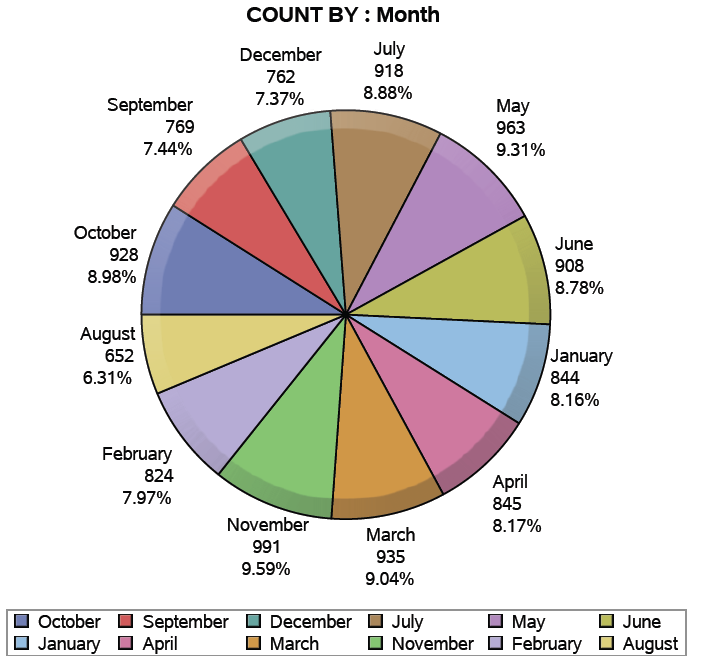 COUNT BY : Month
July
918
8.88%
December
762
7.37%
May
963
9.31%
September
769
7.44%
October
928
8.98%
June
908
8.78%
August
652
6.31%
January
844
8.16%
February
824
7.97%
April
845
8.17%
November
991
9.59%
March
935
9.04%
October September December July May June
January April March November February August